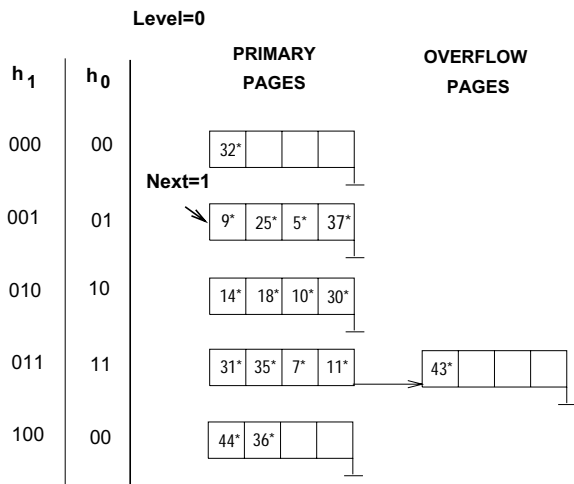 Level=0
h1 h0 PRIMARY PAGES OVERFLOW PAGES
000 00 32*
Next=1
001 01 9* 25* 5* 37*
010 10 14* 18* 10* 30*
011 11 31* 35* 7* 11* 43*
100 00 44* 36*